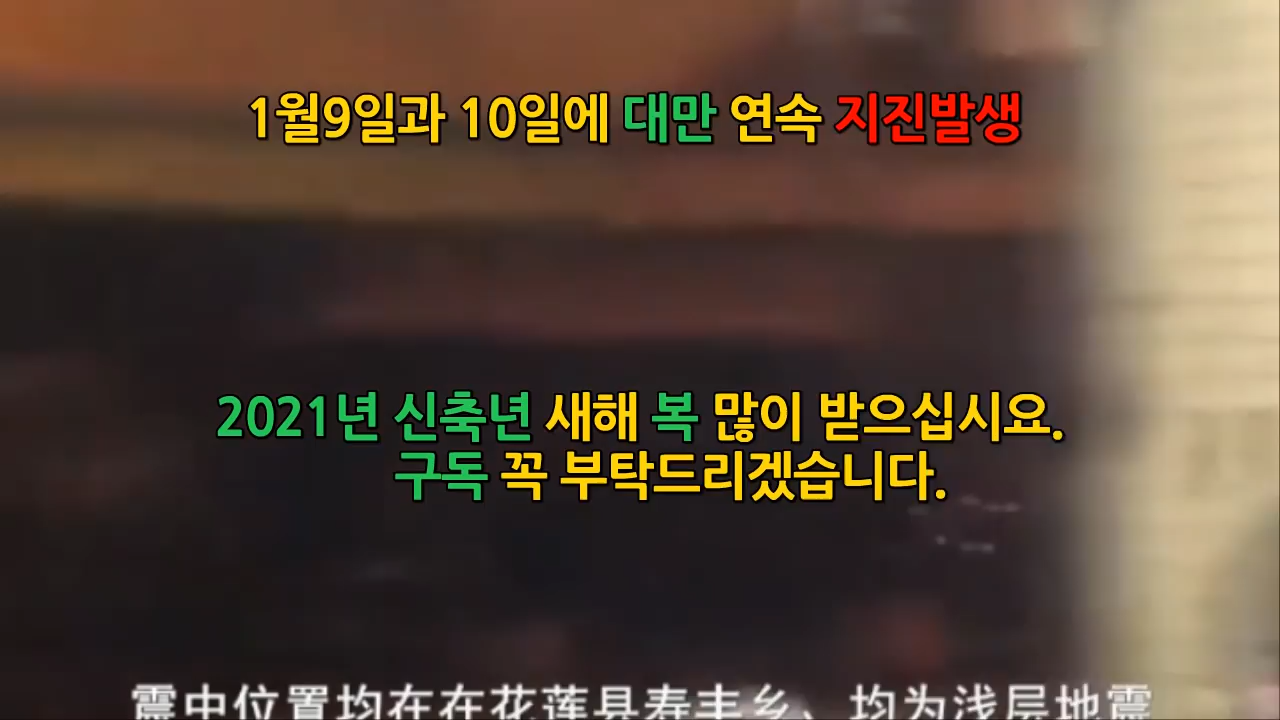 1월9일과 10일에 대만 연속 지진발생
2021년 신축년 새해 복 많이 받으십시요.
구독 꼭 부탁드리겠습니다.
震中位置均在在花莲县寿丰乡、均为浅层地震